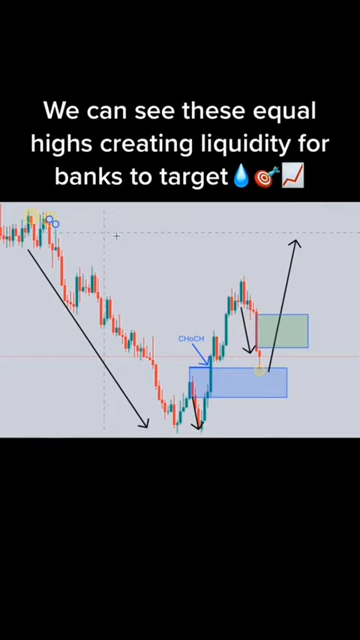 We can see these equal
highs creating liquidity for
banks to target💧🎯📈
CHoCH